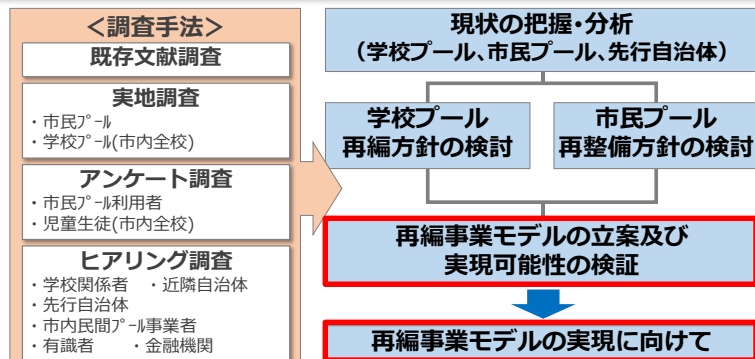 ＜調査手法＞
既存文献調査
実地調査
・市民ﾌﾟｰﾙ
・学校ﾌﾟｰﾙ(市内全校)
アンケート調査
・市民ﾌﾟｰﾙ利用者
・児童生徒(市内全校)
ヒアリング調査
・学校関係者　・近隣自治体
・先行自治体
・市内民間ﾌﾟｰﾙ事業者
・有識者　　・金融機関
現状の把握・分析
（学校プール、市民プール、先行自治体）
学校プール
再編方針の検討
市民プール
再整備方針の検討
再編事業モデルの立案及び
実現可能性の検証
再編事業モデルの実現に向けて